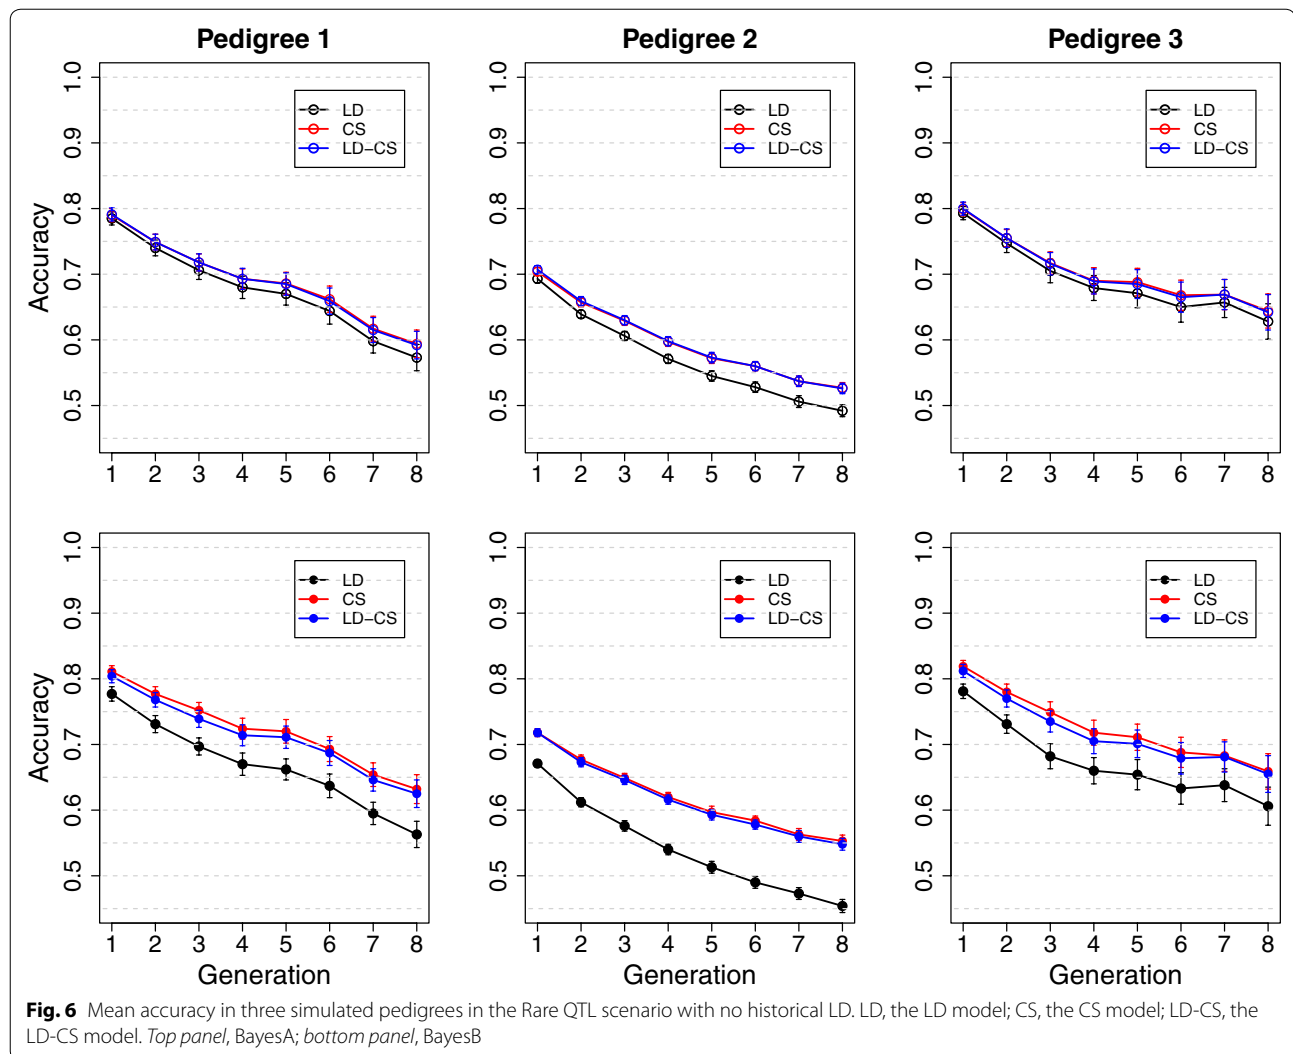 Pedigree 1 Pedigree 2 Pedigree 3
Accuracy
1.0
0.9
0.8
0.7
0.6
0.5
LD
CS
LD–CS
1 2 3 4 5 6 7 8
1.0
0.9
0.8
0.7
0.6
0.5
LD
CS
LD–CS
1 2 3 4 5 6 7 8
1.0
0.9
0.8
0.7
0.6
0.5
LD
CS
LD–CS
1 2 3 4 5 6 7 8
Accuracy
1.0
0.9
0.8
0.7
0.6
0.5
LD
CS
LD–CS
1 2 3 4 5 6 7 8
Generation
1.0
0.9
0.8
0.7
0.6
0.5
LD
CS
LD–CS
1 2 3 4 5 6 7 8
Generation
1.0
0.9
0.8
0.7
0.6
0.5
LD
CS
LD–CS
1 2 3 4 5 6 7 8
Generation
Fig. 6 Mean accuracy in three simulated pedigrees in the Rare QTL scenario with no historical LD. LD, the LD model; CS, the CS model; LD-CS, the
LD-CS model. Top panel, BayesA; bottom panel, BayesB